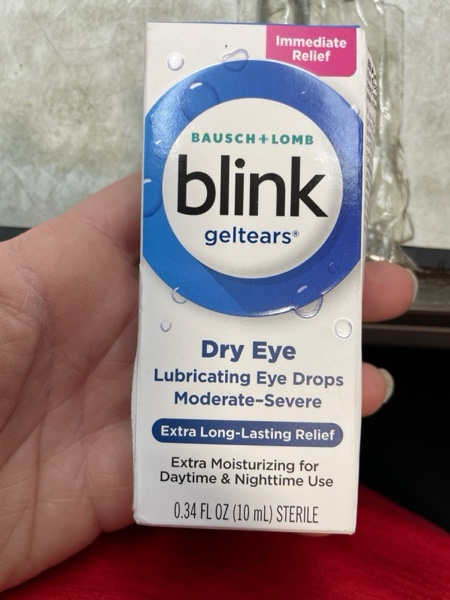 Immediate
Relief
BAUSCH + LOMB
blink
geltears®
Dry Eye
Lubricating Eye Drops
Moderate–Severe
Extra Long-Lasting Relief
Extra Moisturizing for
Daytime & Nighttime Use
0.34 FL OZ (10 mL) STERILE